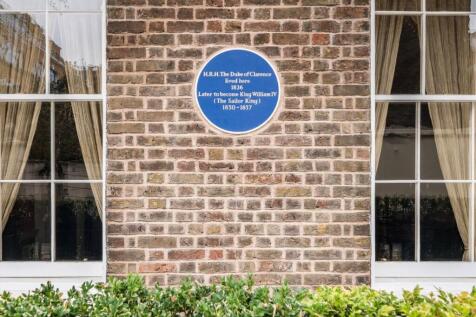 H.R.H. The Duke of Clarence
lived here
1826
Later to become King William IV
(The Sailor King)
1830-1837